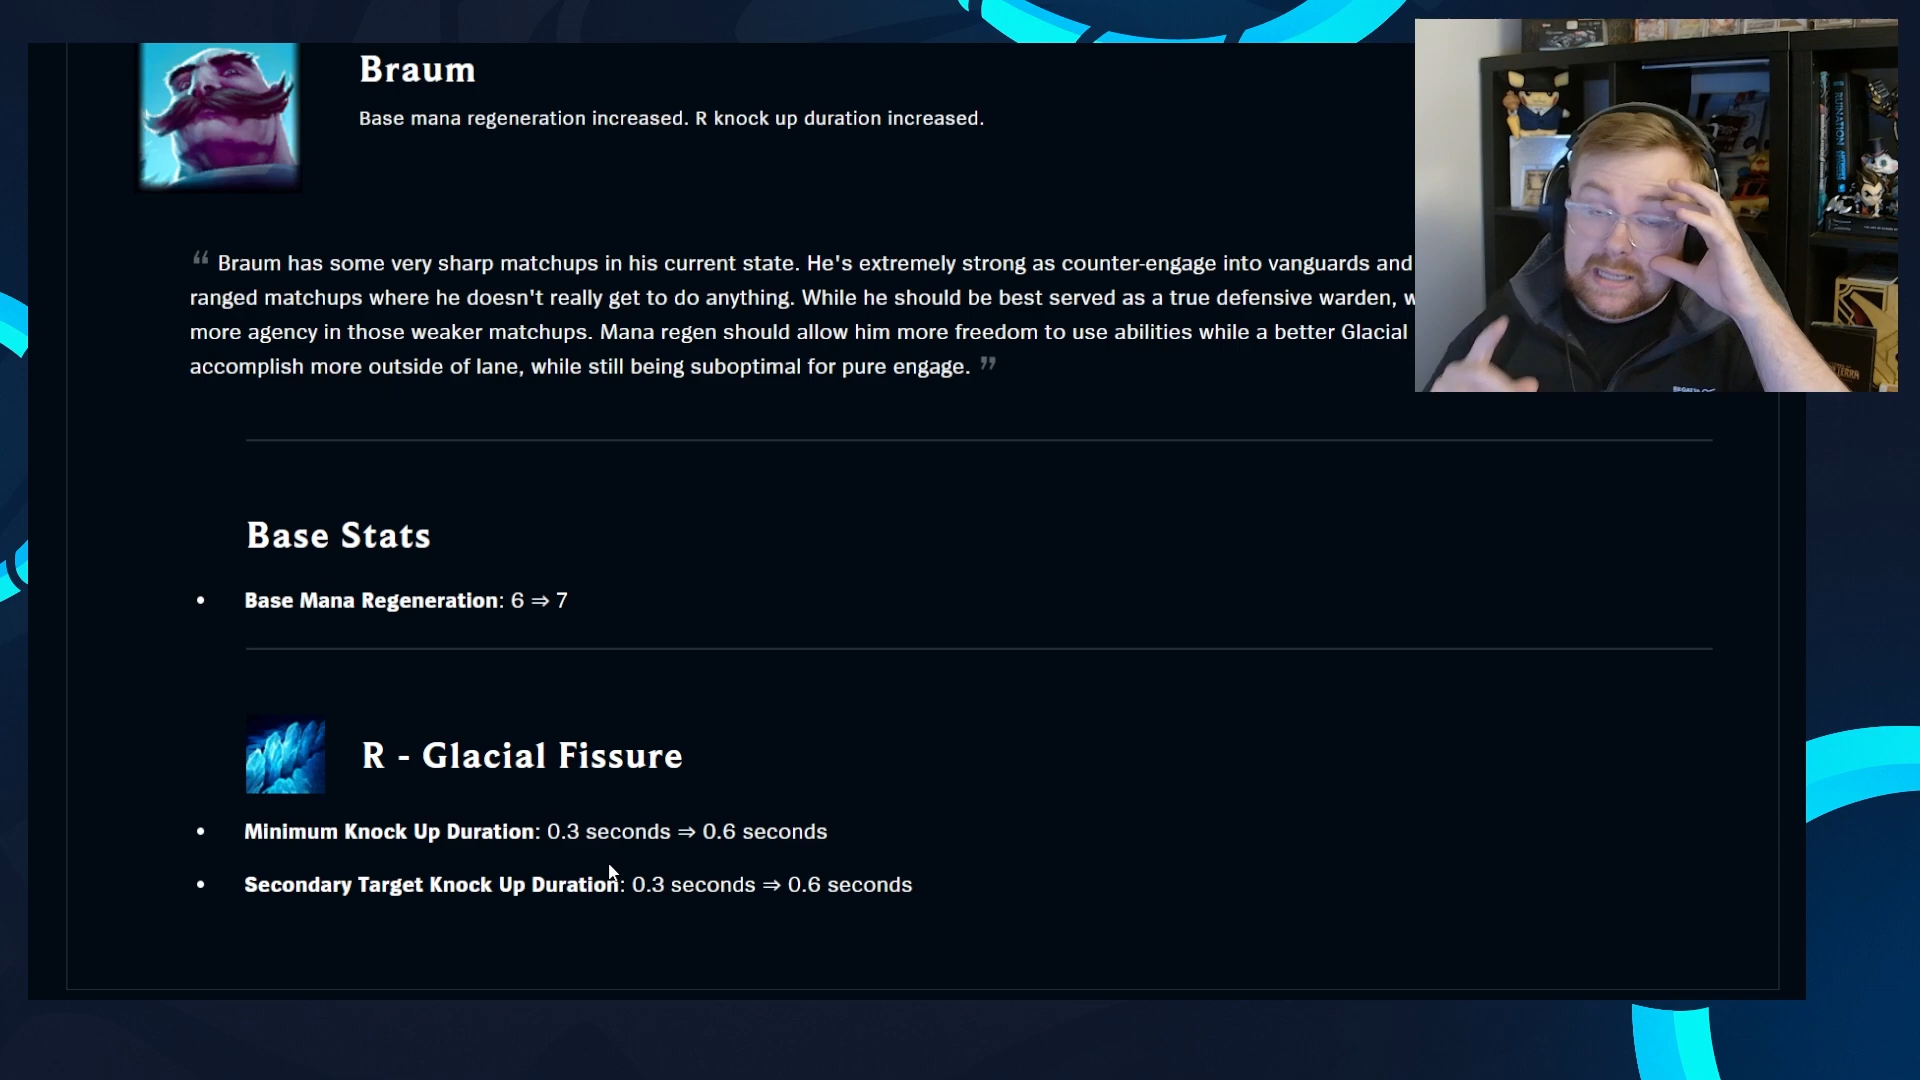 Braum
Base mana regeneration increased. R knock up duration increased.
“ Braum has some very sharp matchups in his current state. He's extremely strong as counter-engage into vanguards and
ranged matchups where he doesn't really get to do anything. While he should be best served as a true defensive warden,
more agency in those weaker matchups. Mana regen should allow him more freedom to use abilities while a better Glacial
accomplish more outside of lane, while still being suboptimal for pure engage. ”
Base Stats
• Base Mana Regeneration: 6 ⇒ 7
R - Glacial Fissure
• Minimum Knock Up Duration: 0.3 seconds ⇒ 0.6 seconds
• Secondary Target Knock Up Duration: 0.3 seconds ⇒ 0.6 seconds
RUINATION